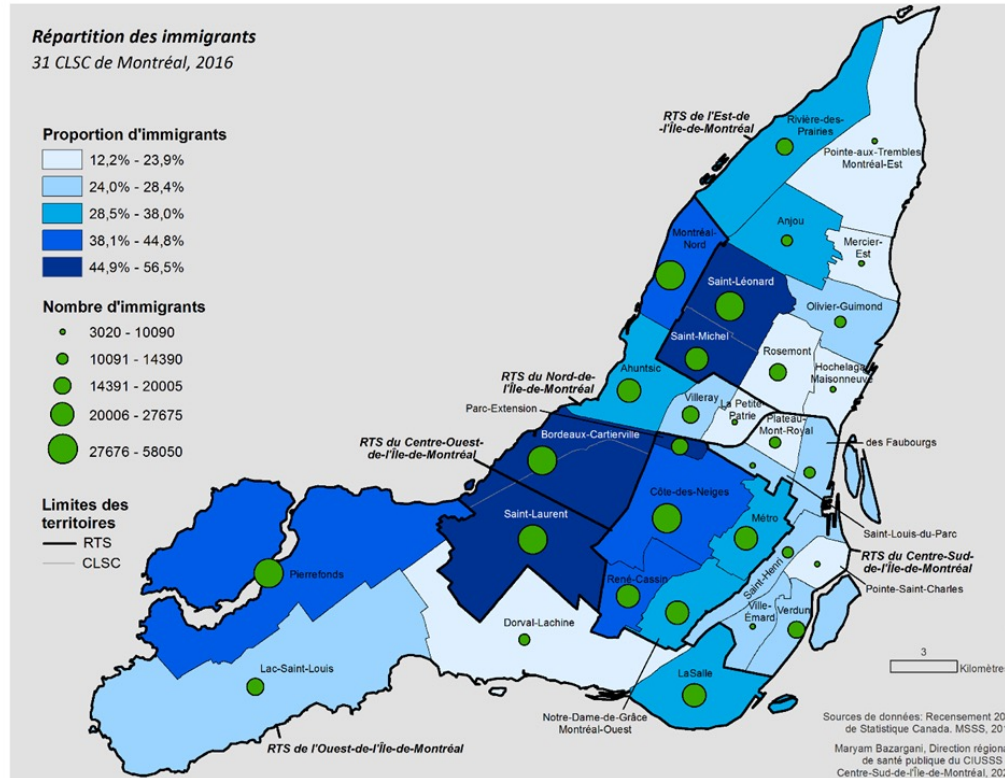 Répartition des immigrants
31 CLSC de Montréal, 2016
Proportion d'immigrants
12,2% - 23,9%
24,0% - 28,4%
28,5% - 38,0%
38,1% - 44,8%
44,9% - 56,5%
Nombre d'immigrants
3020 - 10090
10091 - 14390
14391 - 20005
20006 - 27675
27676 - 58050
Limites des
territoires
RTS
CLSC
RTS de l'Est-de-
-l'Île-de-Montréal
Rivière-des-
Prairies
Pointe-aux-Trembles
Montréal-Est
Anjou
Montréal-
Nord
Mercier-
Est
Saint-Léonard
Olivier-Guimond
Saint-Michel
Rosemont
Hochelaga
Maisonneuve
Ahuntsic
RTS du Nord-de-
l'Île-de-Montréal
Villeray
La Petite
Patrie
Parc-Extension
Plateau-
Mont-Royal
des Faubourgs
Bordeaux-Cartierville
RTS du Centre-Ouest-
de-l'Île-de-Montréal
Côte-des-Neiges
Saint-Laurent
Métro
Saint-Louis-du-Parc
RTS du Centre-Sud-
de-l'Île-de-Montréal
Saint-Henri
Pointe-Saint-Charles
Pierrefonds
René-Cassin
Ville-
Émard
Verdun
Dorval-Lachine
Lac-Saint-Louis
LaSalle
3
Kilomètre
Notre-Dame-de-Grâce
Montréal-Ouest
RTS de l'Ouest-de-l'Île-de-Montréal
Sources de données: Recensement 20
de Statistique Canada. MSSS, 201
Maryam Bazargani, Direction région
de santé publique du CIUSSS
Centre-Sud-de-l'Île-de-Montréal, 20